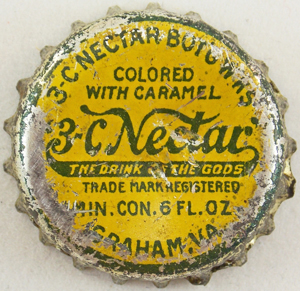 3-C NECTAR BOT. WKS
COLORED
WITH CARAMEL
3-C Nectar
THE DRINK OF THE GODS
TRADE MARK REGISTERED
MIN. CON. 6 FL. OZ
GRAHAM, VA.